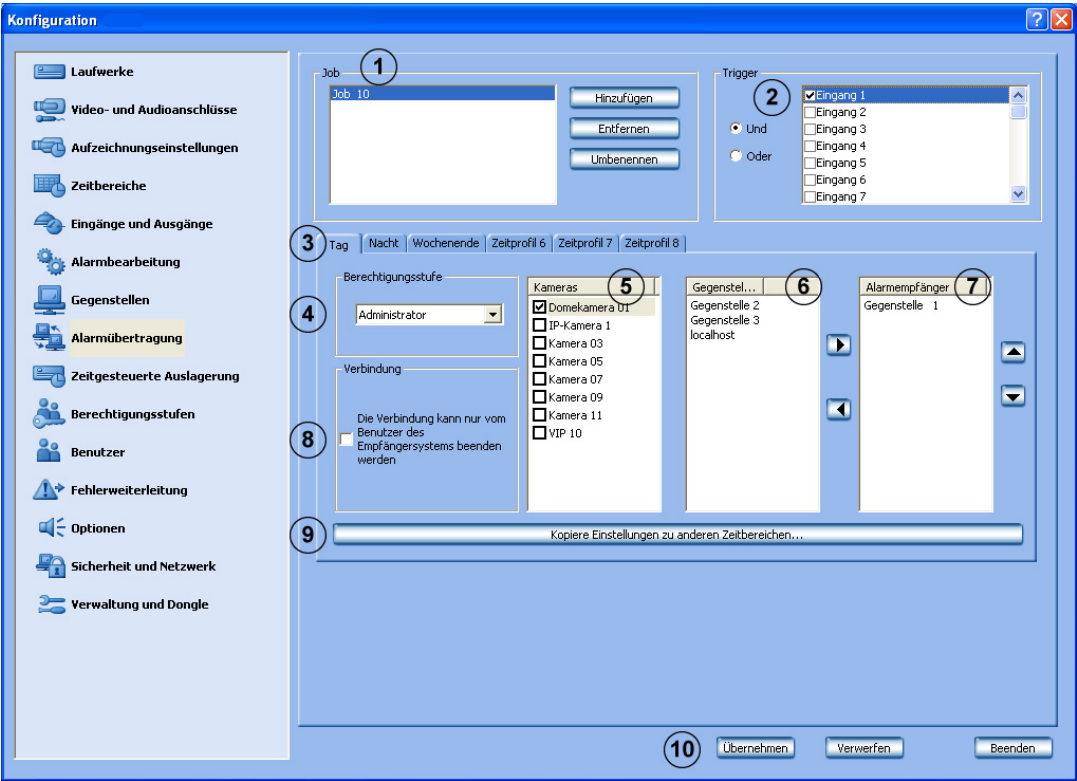 Konfiguration
Laufwerke
Video- und Audioanschlüsse
Aufzeichnungseinstellungen
Zeitbereiche
Eingänge und Ausgänge
Alarmbearbeitung
Gegenstellen
Alarmübertragung
Zeitgesteuerte Auslagerung
Berechtigungsstufen
Benutzer
Fehlerweiterleitung
Optionen
Sicherheit und Netzwerk
Verwaltung und Dongle
Job
1
Job 10
Hinzufügen
Entfernen
Umbenennen
Trigger
2
Und
Oder
Eingang 1
Eingang 2
Eingang 3
Eingang 4
Eingang 5
Eingang 6
Eingang 7
3
Tag Nacht Wochenende Zeitprofil 6 Zeitprofil 7 Zeitprofil 8
Berechtigungsstufe
4
Administrator
Verbindung
8
Die Verbindung kann nur vom
Benutzer des
Empfängersystems beenden
werden
Kameras
5
Domekamera 01
IP-Kamera 1
Kamera 03
Kamera 05
Kamera 07
Kamera 09
Kamera 11
VIP 10
Gegenstel...
6
Gegenstelle 2
Gegenstelle 3
localhost
Alarmempfänger
7
Gegenstelle 1
9
Kopiere Einstellungen zu anderen Zeitbereichen...
10
Übernehmen
Verwerfen
Beenden